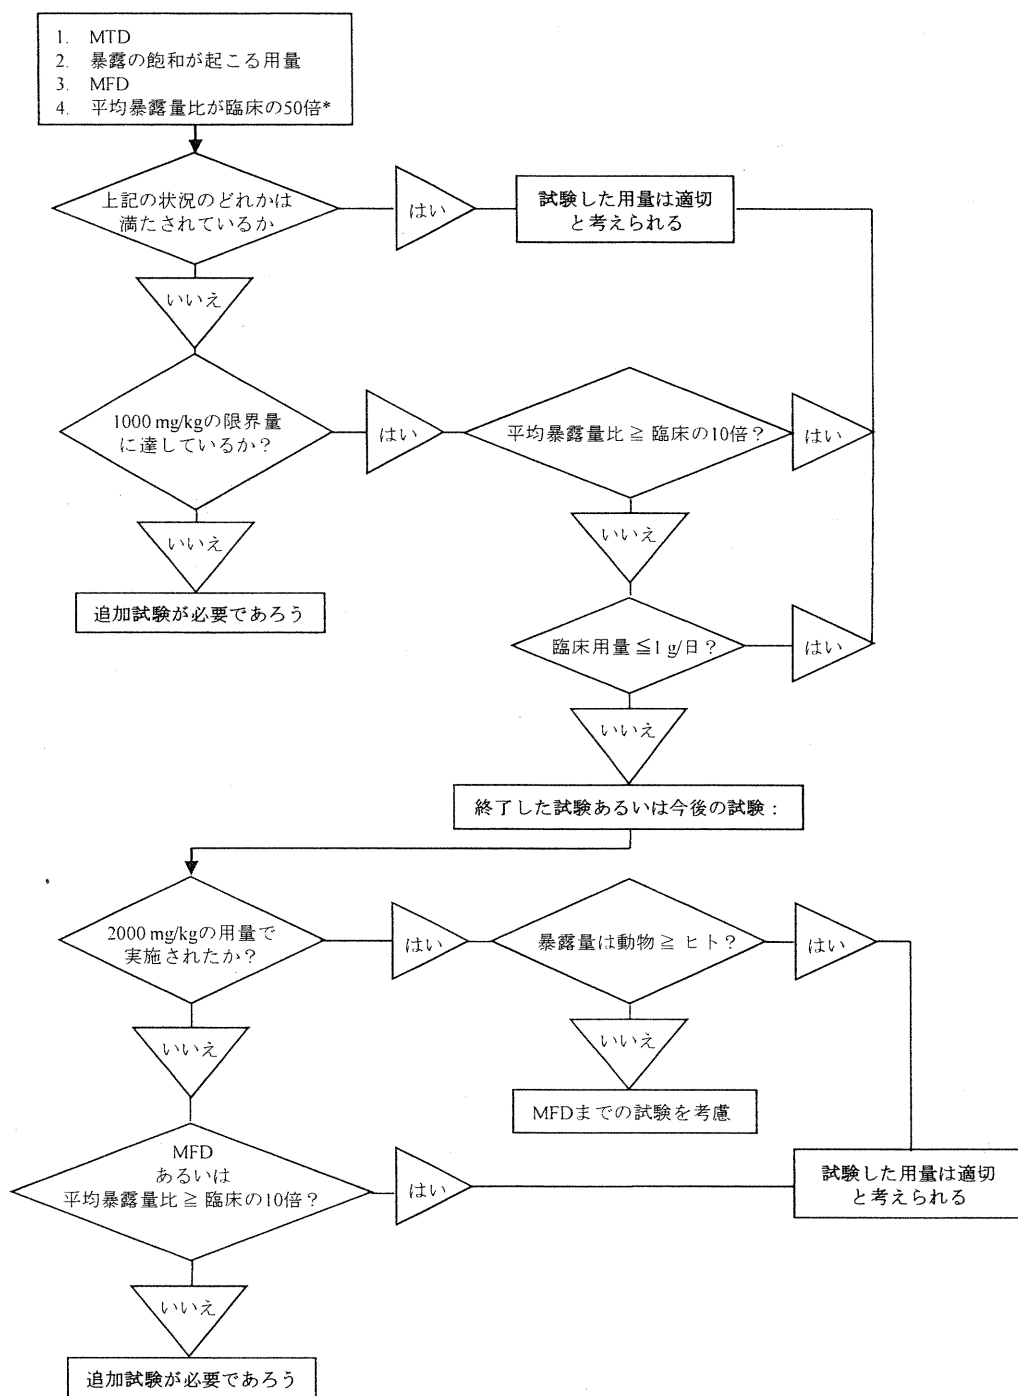 1. MTD
2. 暴露の飽和が起こる用量
3. MFD
4. 平均暴露量比が臨床の50倍*
上記の状況のどれかは
満たされているか
はい
試験した用量は適切
と考えられる
いいえ
1000 mg/kgの限界量
に達しているか？
はい
平均暴露量比 ≧ 臨床の10倍？
はい
いいえ
いいえ
追加試験が必要であろう
臨床用量 ≦1 g/日？
はい
いいえ
終了した試験あるいは今後の試験：
2000 mg/kgの用量で
実施されたか？
はい
暴露量は動物 ≧ ヒト？
はい
いいえ
いいえ
MFDまでの試験を考慮
MFD
あるいは
平均暴露量比 ≧ 臨床の10倍？
はい
試験した用量は適切
と考えられる
いいえ
追加試験が必要であろう